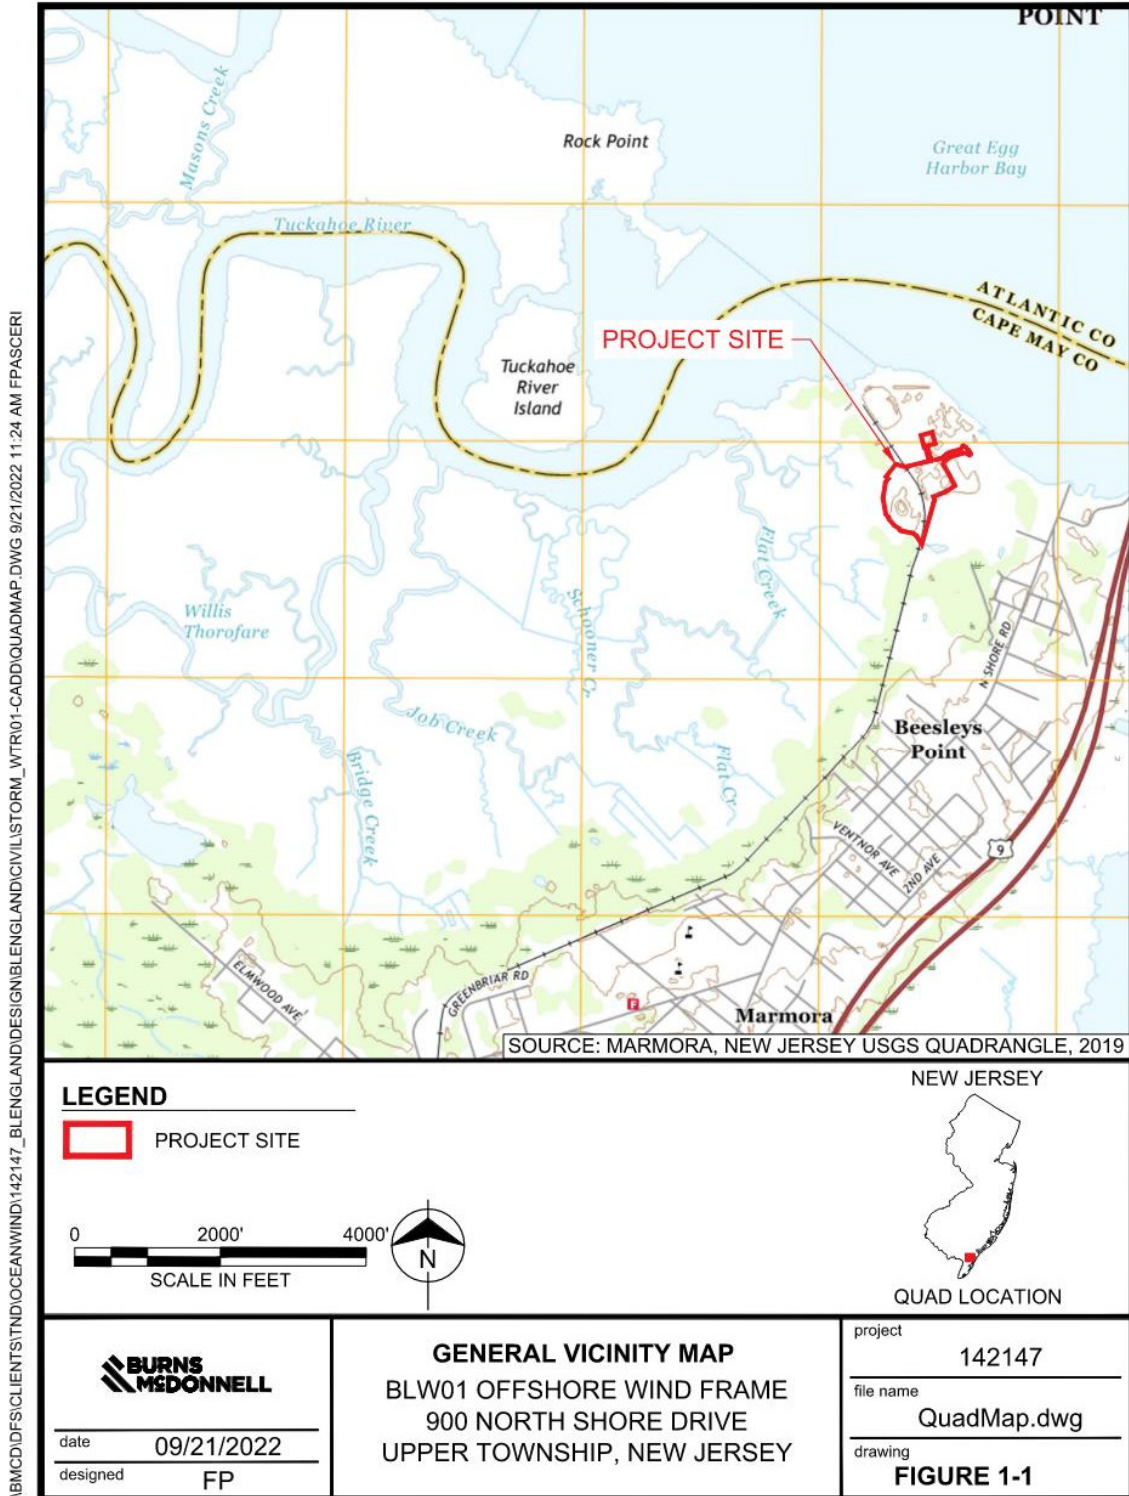 POINT
Masons Creek
Rock Point
Great Egg
Harbor Bay
Tuckahoe River
ATLANTIC CO
CAPE MAY CO
PROJECT SITE
Tuckahoe
River
Island
Flat Creek
Schooner Cr
Willis
Thorofare
N SHORE RD
Job Creek
Beesleys
Point
Bridge Creek
Flat Cr
VENTNOR AVE
2ND AVE
9
ELMWOOD AVE
GREENBRIAR RD
F
Marmora
SOURCE: MARMORA, NEW JERSEY USGS QUADRANGLE, 2019
LEGEND
PROJECT SITE
0 2000' 4000'
SCALE IN FEET
N
NEW JERSEY
QUAD LOCATION
BURNS
McDONNELL
date 09/21/2022
designed FP
GENERAL VICINITY MAP
BLW01 OFFSHORE WIND FRAME
900 NORTH SHORE DRIVE
UPPER TOWNSHIP, NEW JERSEY
project
142147
file name
QuadMap.dwg
drawing
FIGURE 1-1
\BMCD\DFS\CLIENTS\TND\OCEANWIND\142147_BLENGLAND\DESIGN\BLENGLAND\CIVIL\STORM_WTR\01-CADD\QUADMAP.DWG 9/21/2022 11:24 AM FPASCERI